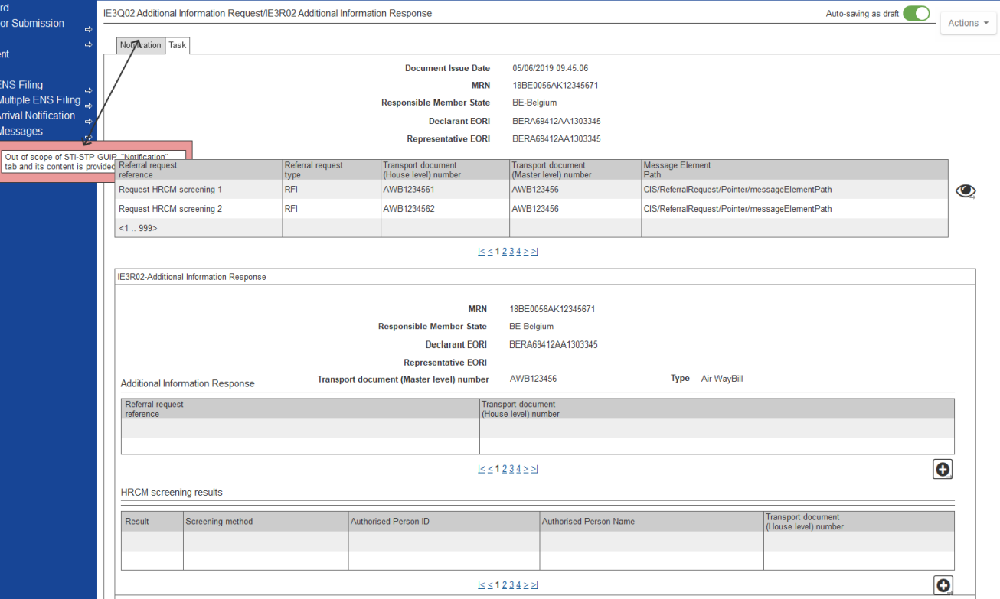 rd
or Submission
ent
ENS Filing
Multiple ENS Filing
Arrival Notification
Messages
IE3Q02 Additional Information Request/IE3R02 Additional Information Response
Auto-saving as draft
Actions
Notification Task
Document Issue Date 05/06/2019 09:45:06
MRN 18BE0056AK12345671
Responsible Member State BE-Belgium
Declarant EORI BERA69412AA1303345
Representative EORI BERA69412AA1303345
Out of scope of STI-STP GUIP. "Notification"
tab and its content is provided
Referral request Referral request Transport document Transport document Message Element
reference type (House level) number (Master level) number Path
Request HRCM screening 1 RFI AWB1234561 AWB123456 CIS/ReferralRequest/Pointer/messageElementPath
Request HRCM screening 2 RFI AWB1234562 AWB123456 CIS/ReferralRequest/Pointer/messageElementPath
<1 .. 999>
|< < 1 2 3 4 > >|
IE3R02-Additional Information Response
MRN 18BE0056AK12345671
Responsible Member State BE-Belgium
Declarant EORI BERA69412AA1303345
Representative EORI
Transport document (Master level) number AWB123456 Type Air WayBill
Additional Information Response
Referral request Transport document
reference (House level) number
|< < 1 2 3 4 > >|
HRCM screening results
Result Screening method Authorised Person ID Authorised Person Name Transport document
(House level) number
|< < 1 2 3 4 > >|